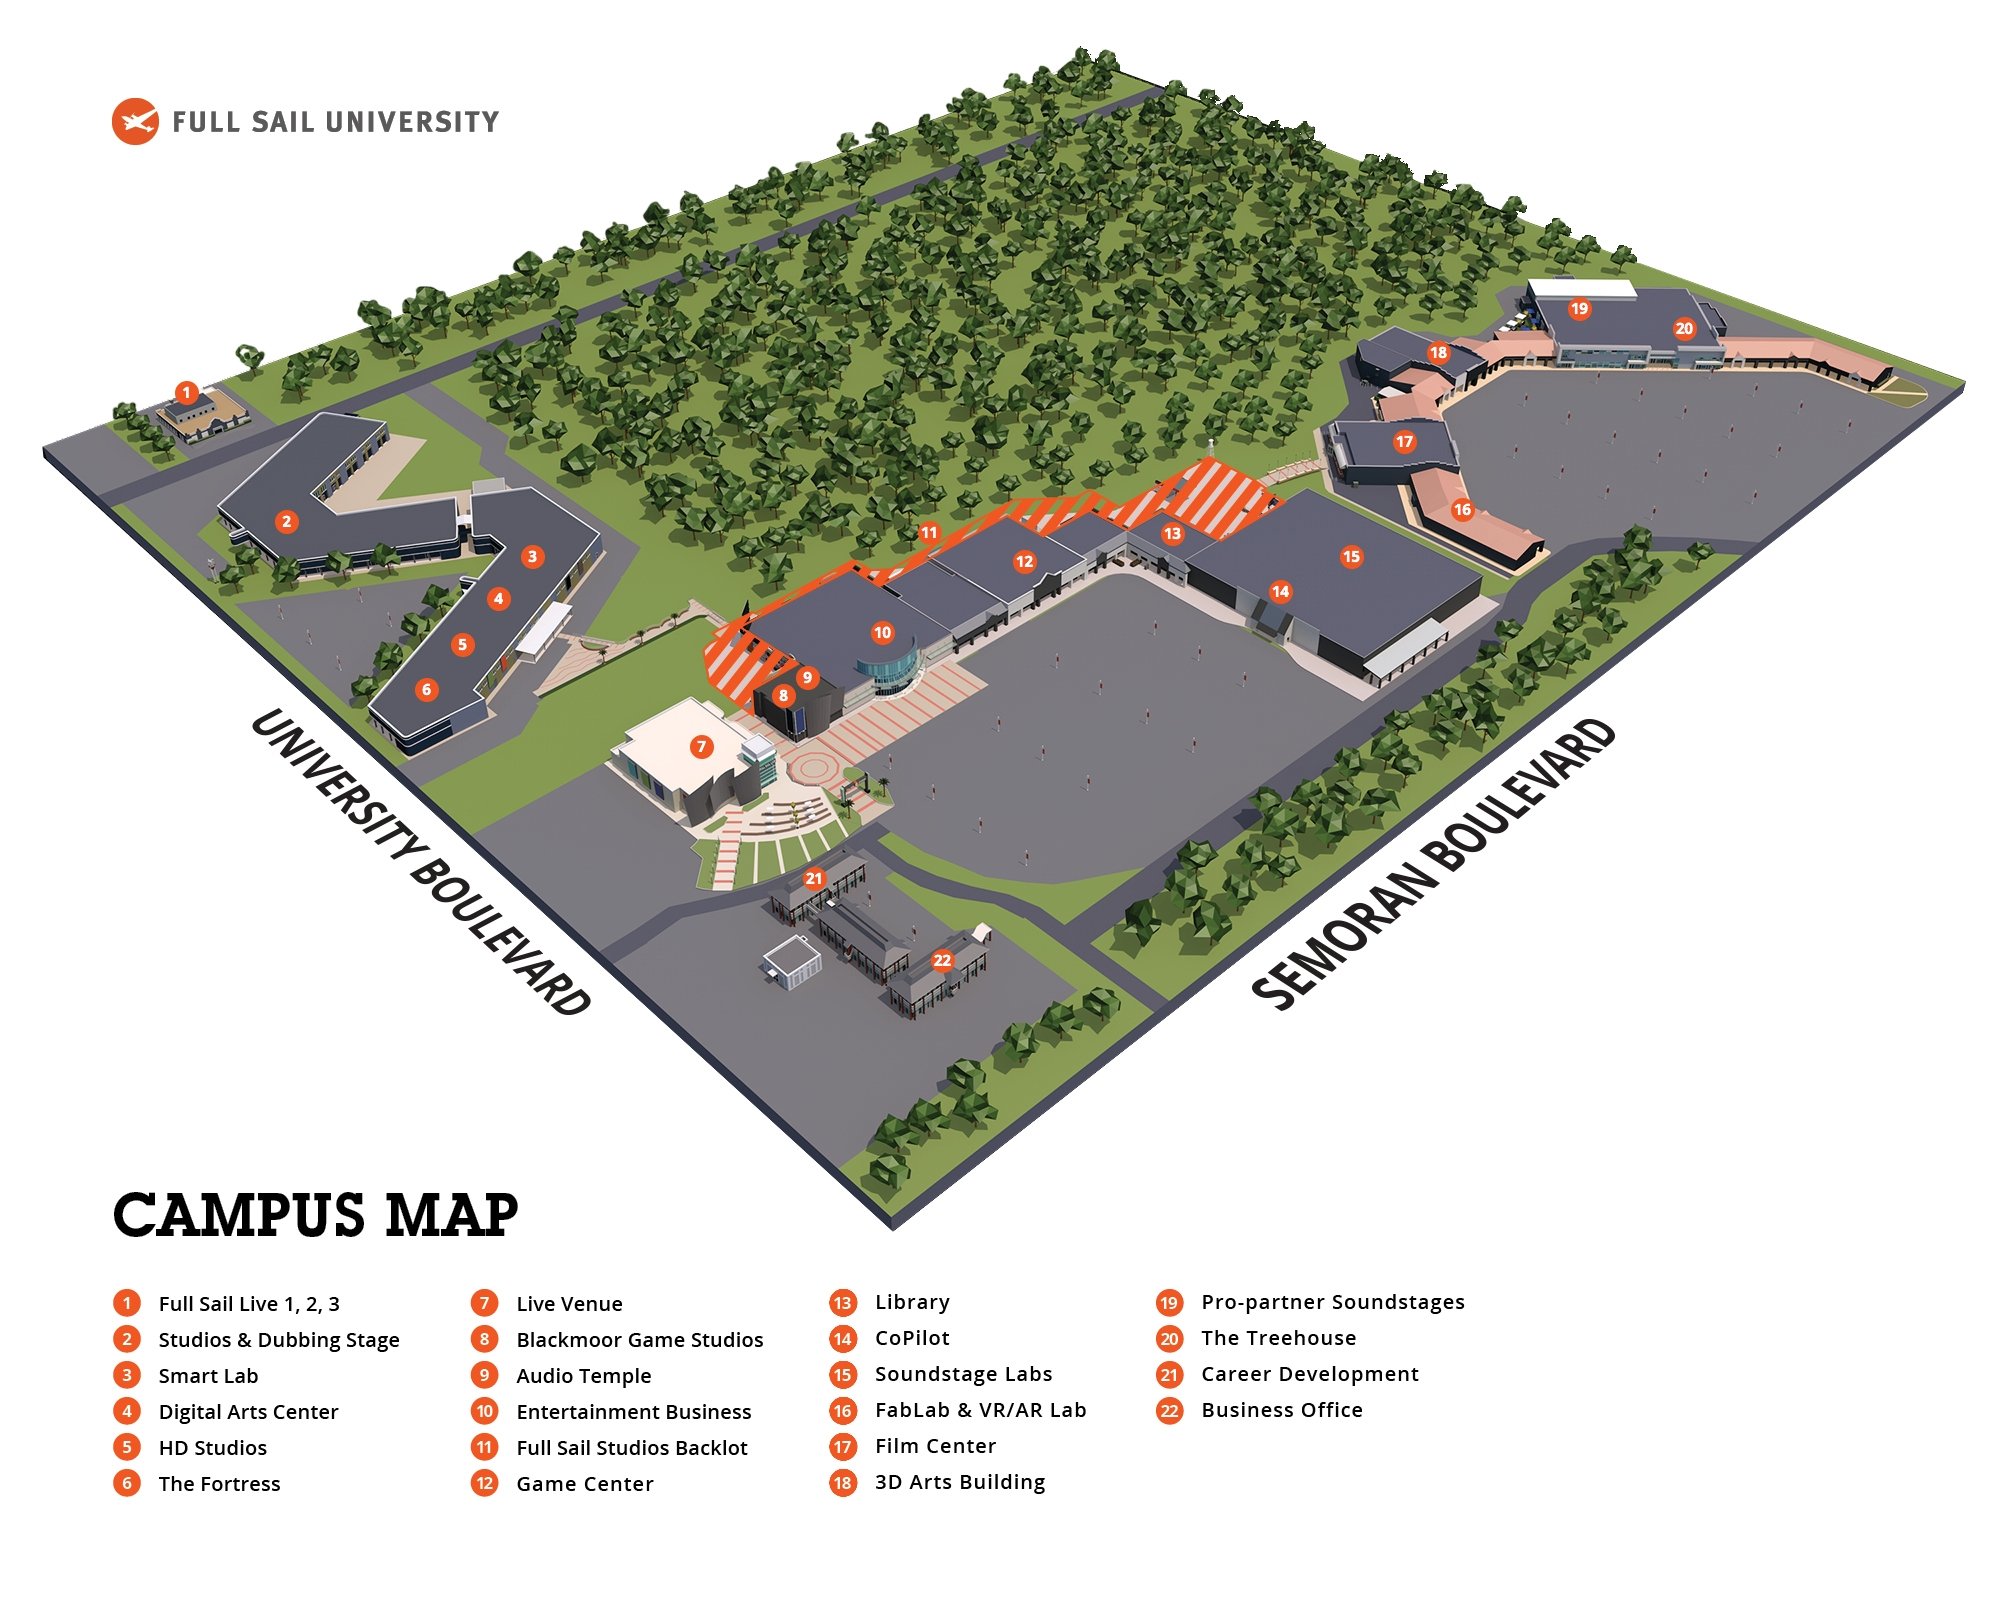 FULL SAIL UNIVERSITY
1
2
3
4
5
6
7
8
9
10
11
12
13
14
15
16
17
18
19
20
21
22
UNIVERSITY BOULEVARD
SEMORAN BOULEVARD
CAMPUS MAP
1 Full Sail Live 1, 2, 3
2 Studios & Dubbing Stage
3 Smart Lab
4 Digital Arts Center
5 HD Studios
6 The Fortress
7 Live Venue
8 Blackmoor Game Studios
9 Audio Temple
10 Entertainment Business
11 Full Sail Studios Backlot
12 Game Center
13 Library
14 CoPilot
15 Soundstage Labs
16 FabLab & VR/AR Lab
17 Film Center
18 3D Arts Building
19 Pro-partner Soundstages
20 The Treehouse
21 Career Development
22 Business Office